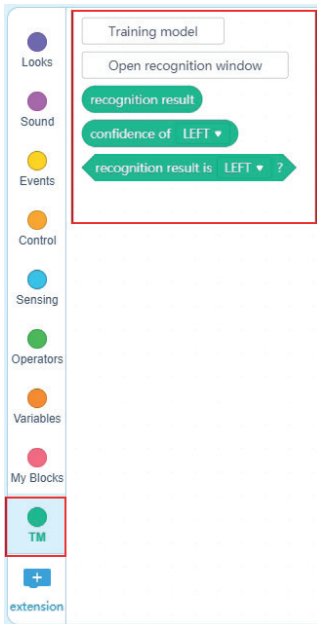 Training model
Open recognition window
recognition result
confidence of LEFT
recognition result is LEFT ?
Looks
Sound
Events
Control
Sensing
Operators
Variables
My Blocks
TM
extension